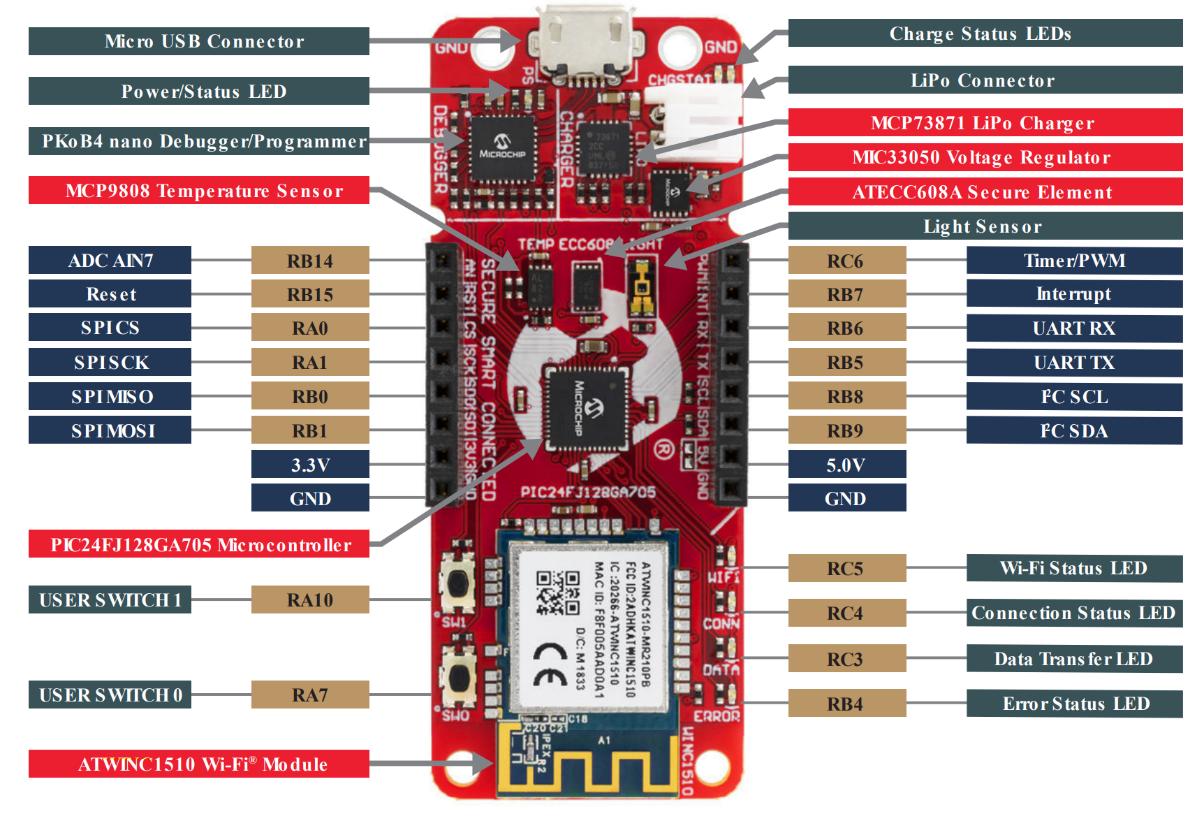 Micro USB Connector
Power/Status LED
PKoB4 nano Debugger/Programmer
MCP9808 Temperature Sensor
Charge Status LEDs
LiPo Connector
MCP73871 LiPo Charger
MIC33050 Voltage Regulator
ATECC608A Secure Element
Light Sensor
GND
GND
PS
CHGSTAT
DEBUGGER
CHARGER
LIPO
MICROCHIP
73871
2CC
MICROCHIP
TEMP ECC608 LIGHT
ADC AIN7 RB14
Reset RB15
SPI CS RA0
SPI SCK RA1
SPI MISO RB0
SPI MOSI RB1
3.3V
GND
RC6 Timer/PWM
RB7 Interrupt
RB6 UART RX
RB5 UART TX
RB8 I²C SCL
RB9 I²C SDA
5.0V
GND
AN RST CS SCK SDO SDI 3V3 GND
SECURE SMART CONNECTED
PWM INT RX TX SCL SDA 5V GND
MICROCHIP
®
PIC24FJ128GA705
PIC24FJ128GA705 Microcontroller
USER SWITCH 1 RA10
USER SWITCH 0 RA7
ATWINC1510 Wi-Fi® Module
SW1
SW0
ATWINC1510-MR210PB
FCC ID:2ADHKATWINC1510
IC :20266-ATWINC1510
MAC ID: F8F005AAD0A1
D/C: M1833
CE
WIFI
CONN
DATA
ERROR
RC5 Wi-Fi Status LED
RC4 Connection Status LED
RC3 Data Transfer LED
RB4 Error Status LED
C18
C20 C21
IPEX
R2
A1
WINC1510